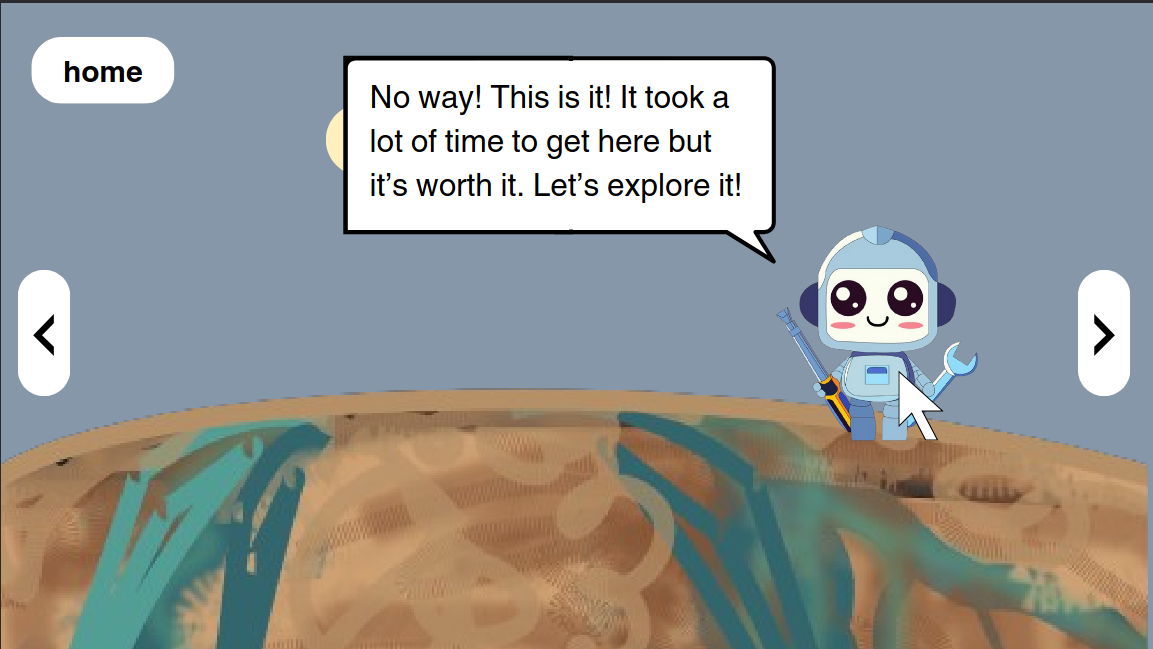 home
No way! This is it! It took a
lot of time to get here but
it’s worth it. Let’s explore it!